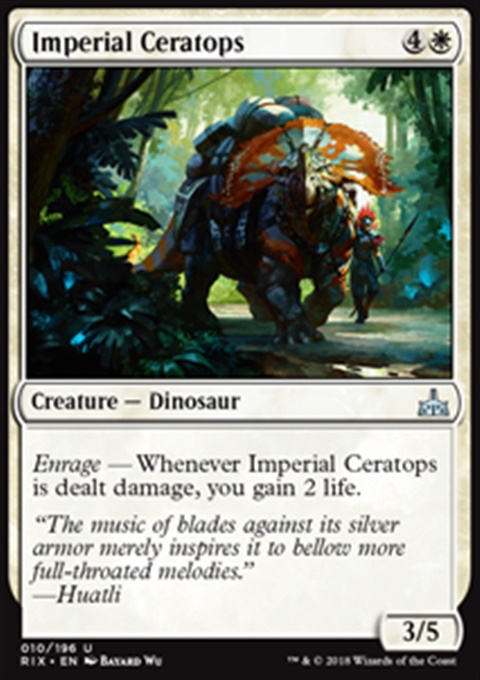 Imperial Ceratops 4
Creature — Dinosaur
Enrage — Whenever Imperial Ceratops
is dealt damage, you gain 2 life.
“The music of blades against its silver
armor merely inspires it to bellow more
full-throated melodies.”
—Huatli
3/5
010/196 U
RIX • EN Bayard Wu
™ & © 2018 Wizards of the Coast